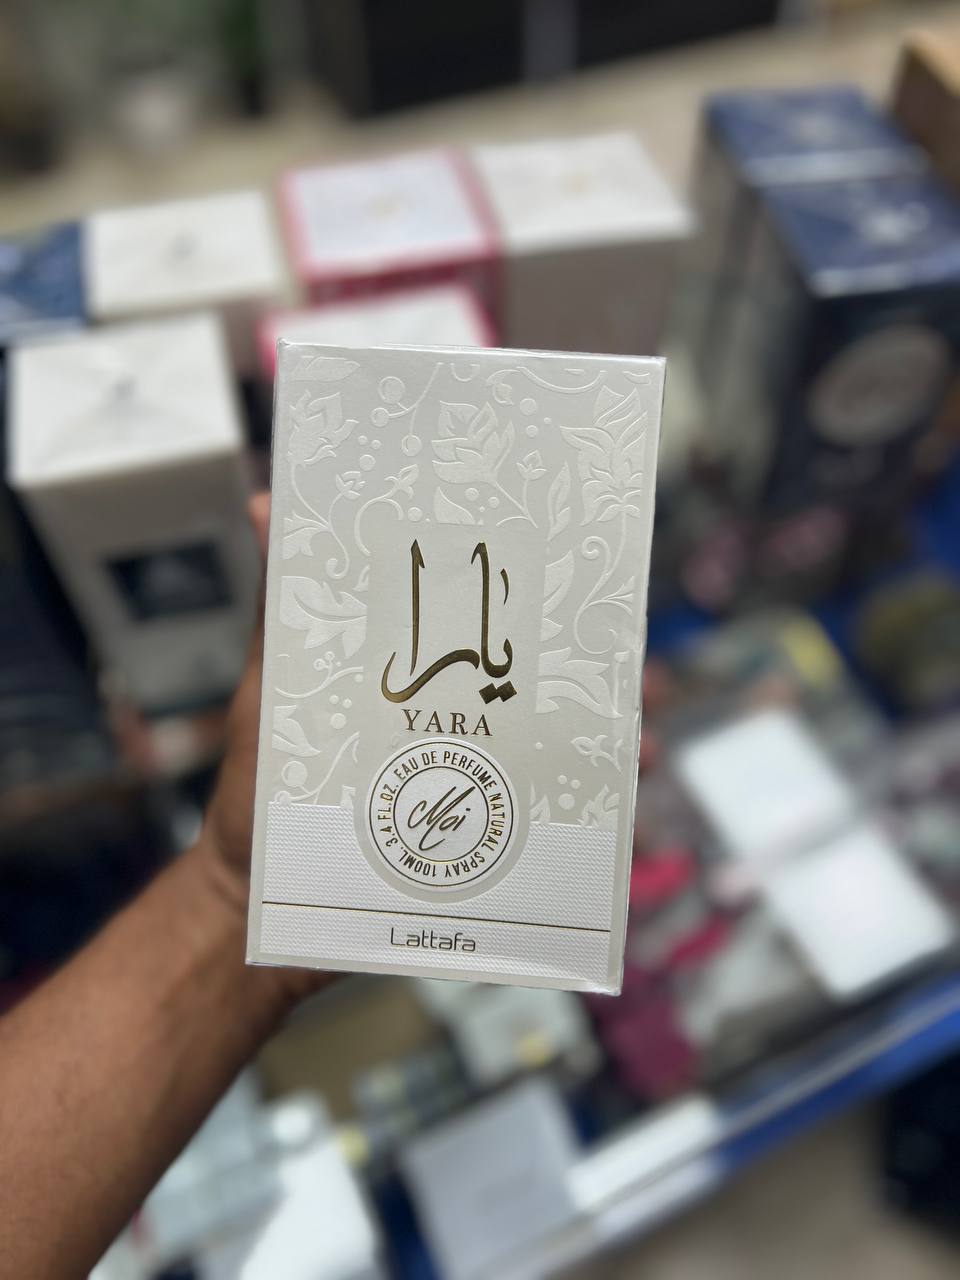 يارا
YARA
3.4 FL.OZ. EAU DE PERFUME NATURAL SPRAY 100ML.
Moi
Lattafa